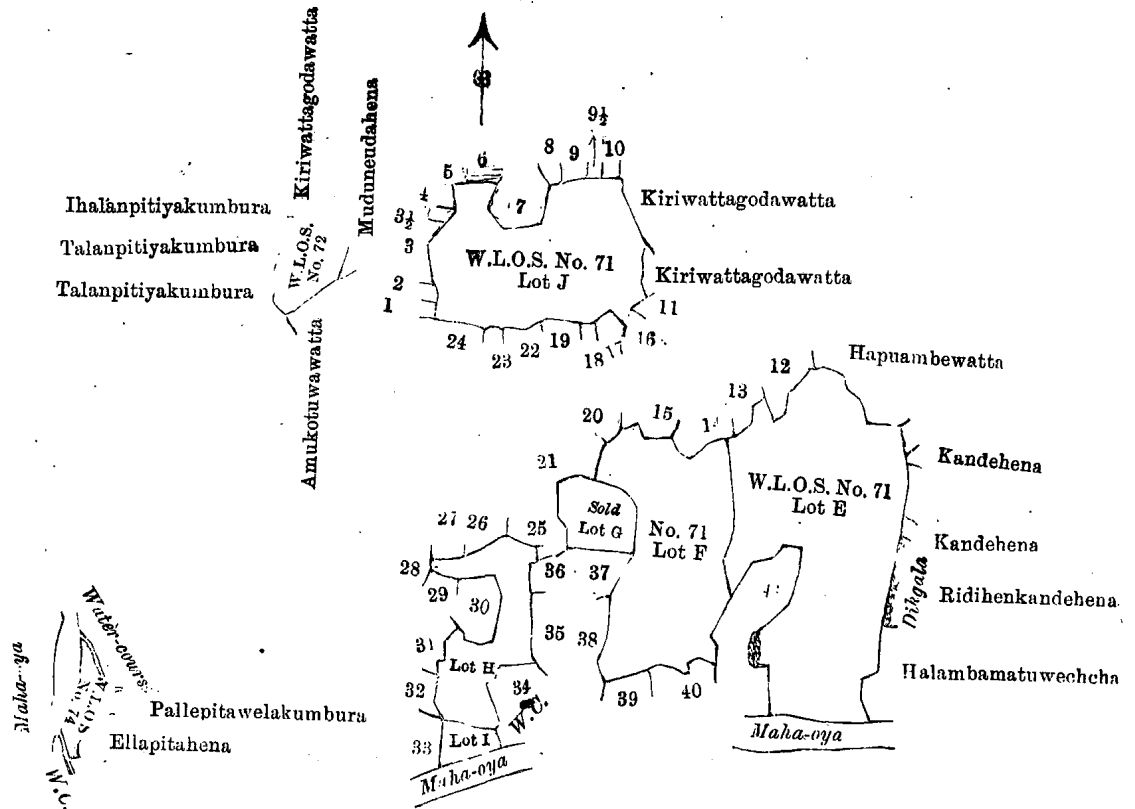 Kiriwattagodawatta
Muduneudahena
Ihalanpitiyakumbura
Talanpitiyakumbura
Talanpitiyakumbura
W.L.O.S.
No. 72
Amukotuwawatta
5
6
7
8
9
9½
10
4
3½
3
2
1
Kiriwattagodawatta
Kiriwattagodawatta
W.L.O.S. No. 71
Lot J
11
16
17
18
19
22
23
24
12
13
14
15
20
21
Hapuambewatta
Kandehena
W.L.O.S. No. 71
Lot E
Kandehena
Ridihenkandehena
Dikgala
Halambamatuwechcha
Maha-oya
Sold
Lot G
No. 71
Lot F
25
26
27
28
29
30
31
32
33
34
35
36
37
38
39
40
Lot H
Lot I
W.C.
Maha-oya
Maha-oya
Water-cours
W.L.O.S.
No. 74
Pallepitawelakumbura
Ellapitahena
W.C.